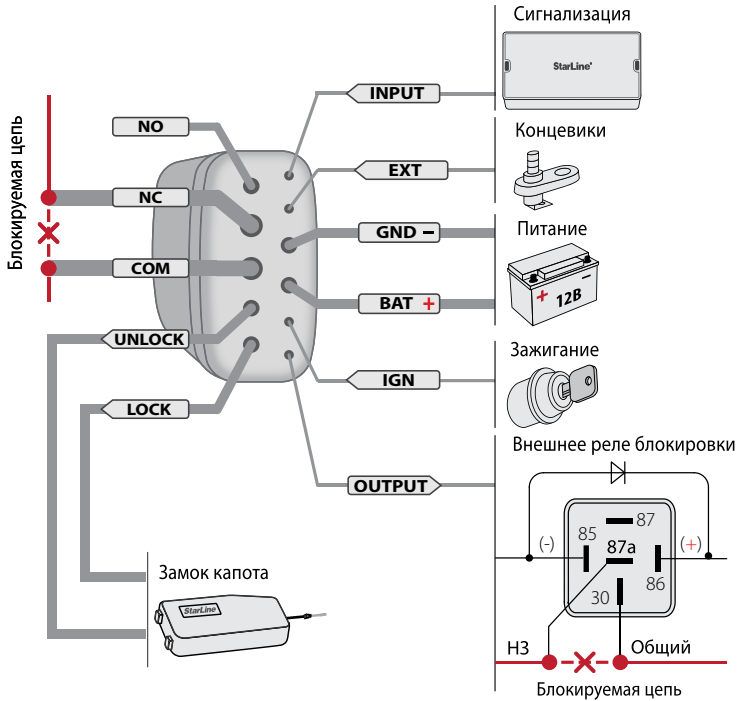 Сигнализация
StarLine
INPUT
NO
Концевики
EXT
Блокируемая цепь
NC
GND −
Питание
COM
BAT +
+ 12В
UNLOCK
IGN
Зажигание
LOCK
OUTPUT
Внешнее реле блокировки
(-)
85
87
87а
(+)
86
30
Замок капота
StarLine
НЗ
Общий
Блокируемая цепь